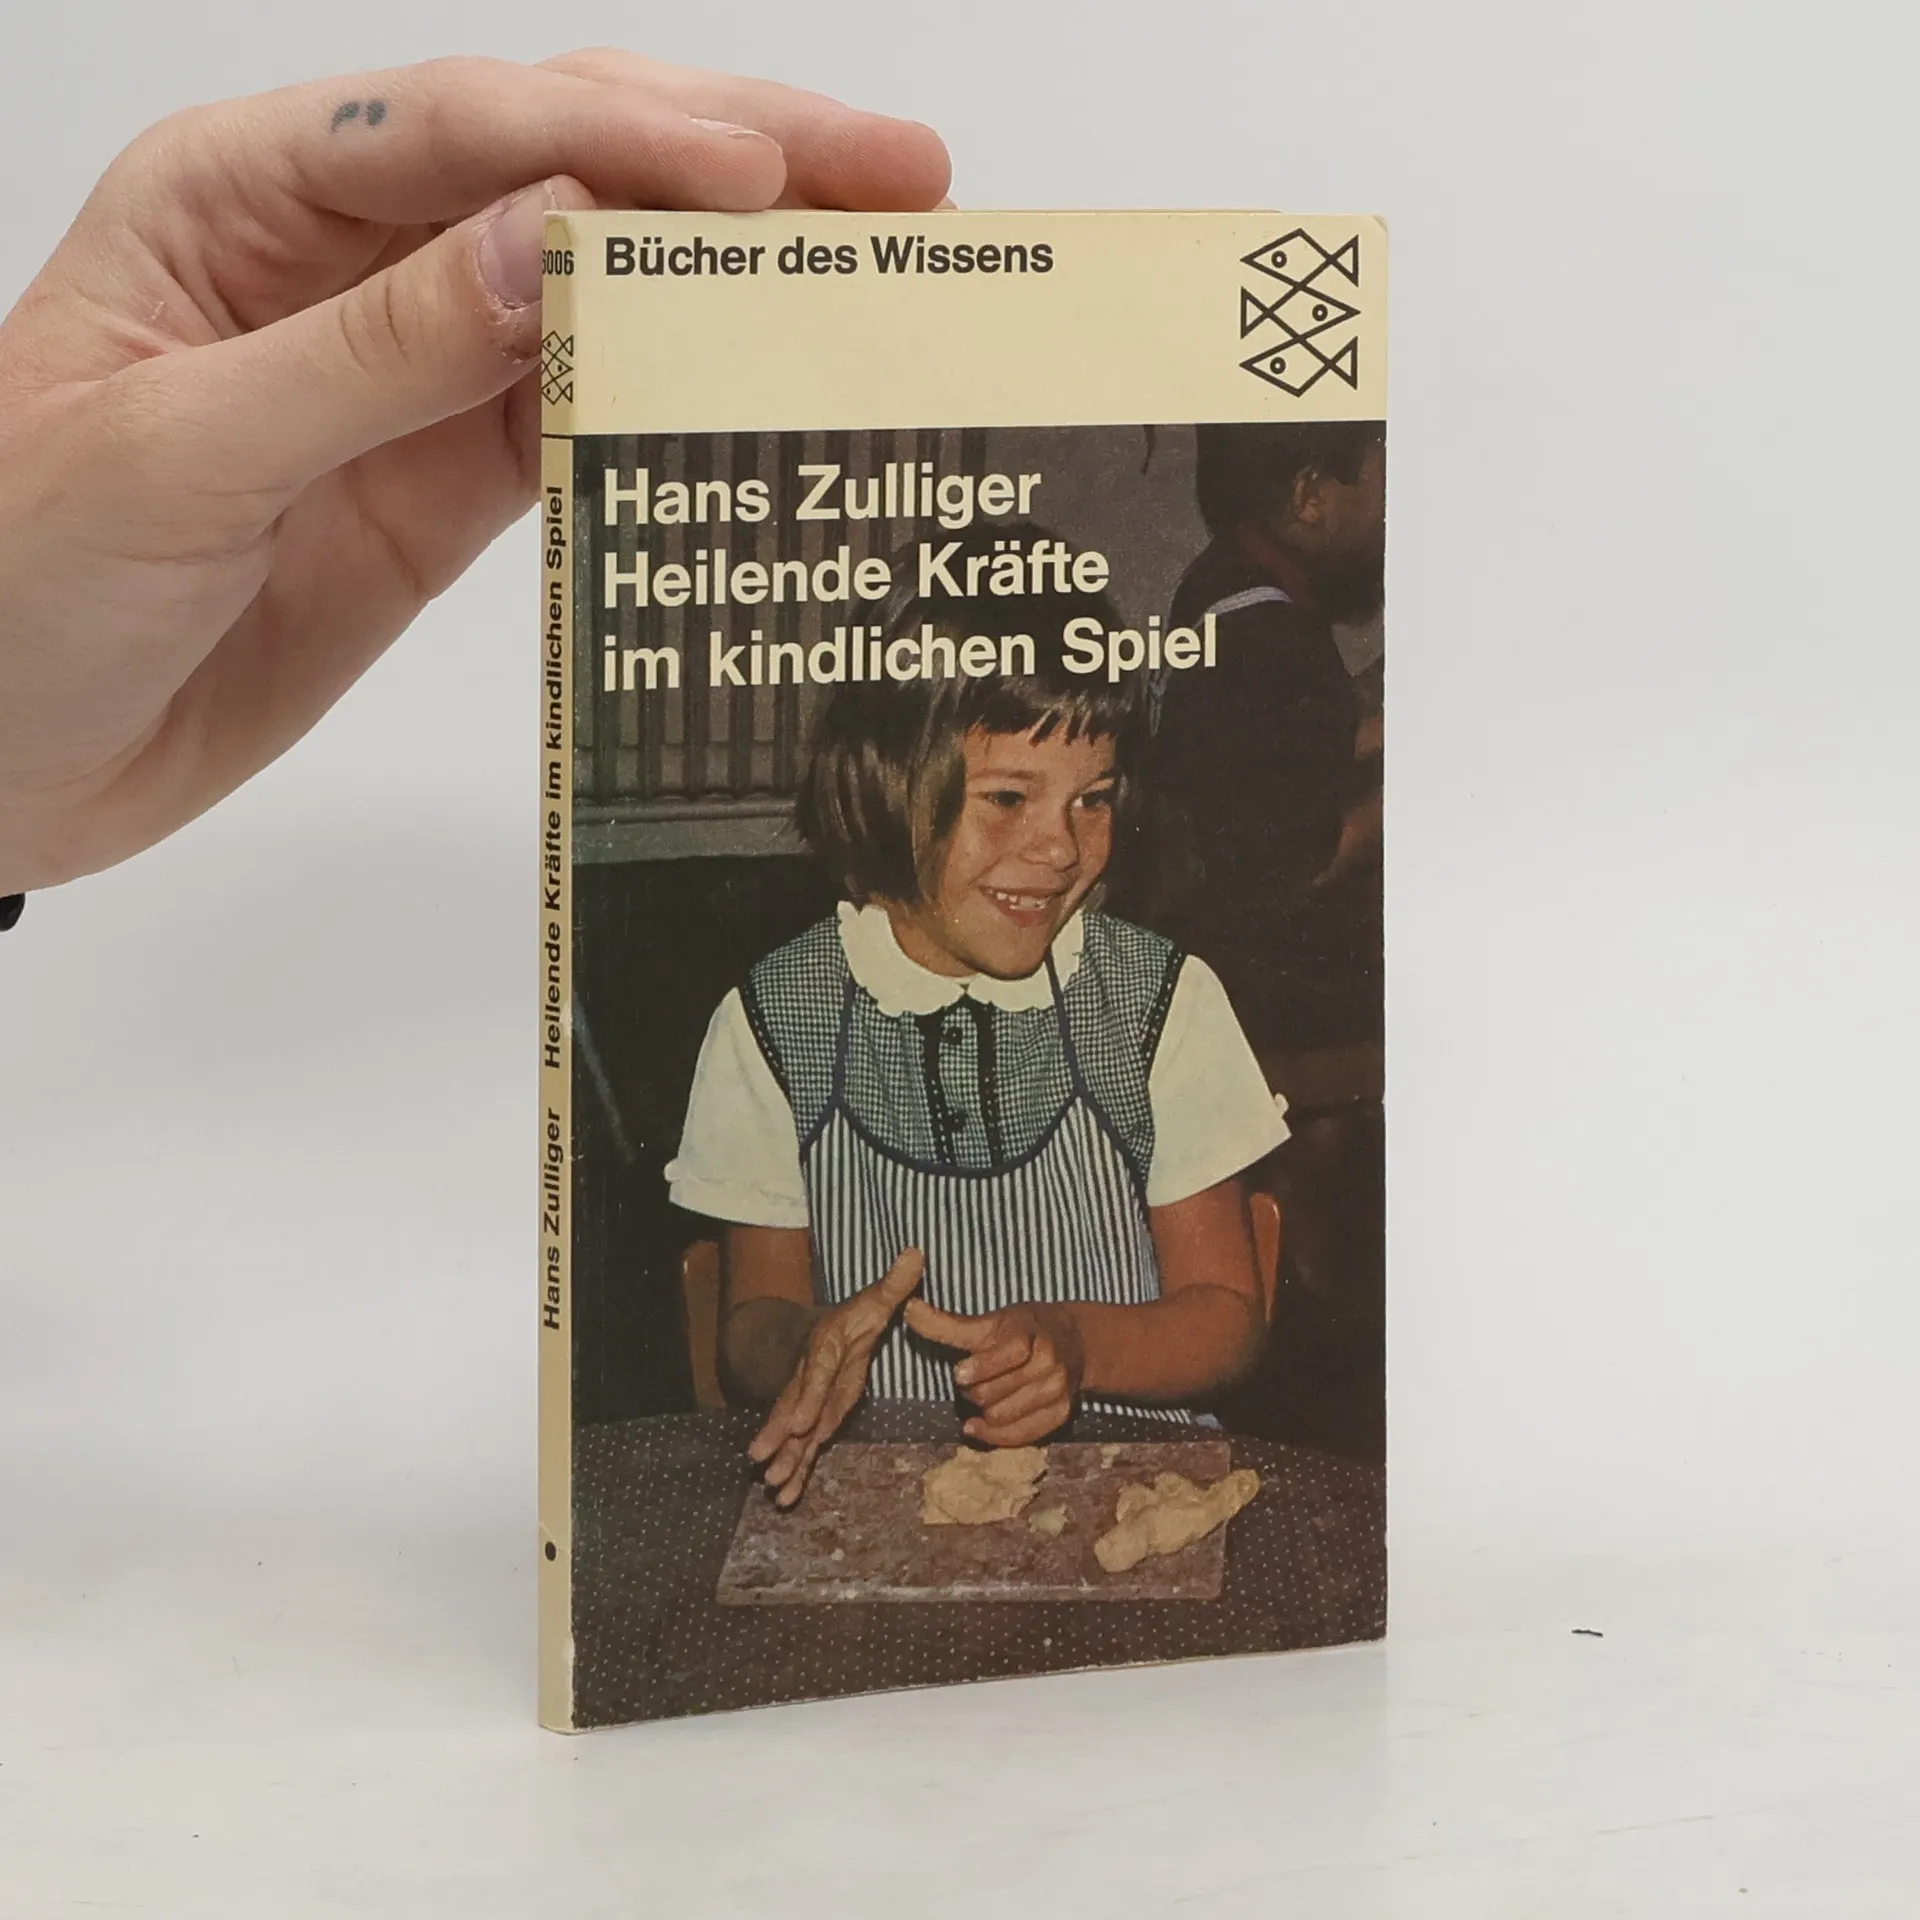 Bücher des Wissens
Hans Zulliger
Heilende Kräfte
im kindlichen Spiel
6006
Hans Zulliger Heilende Kräfte im kindlichen Spiel